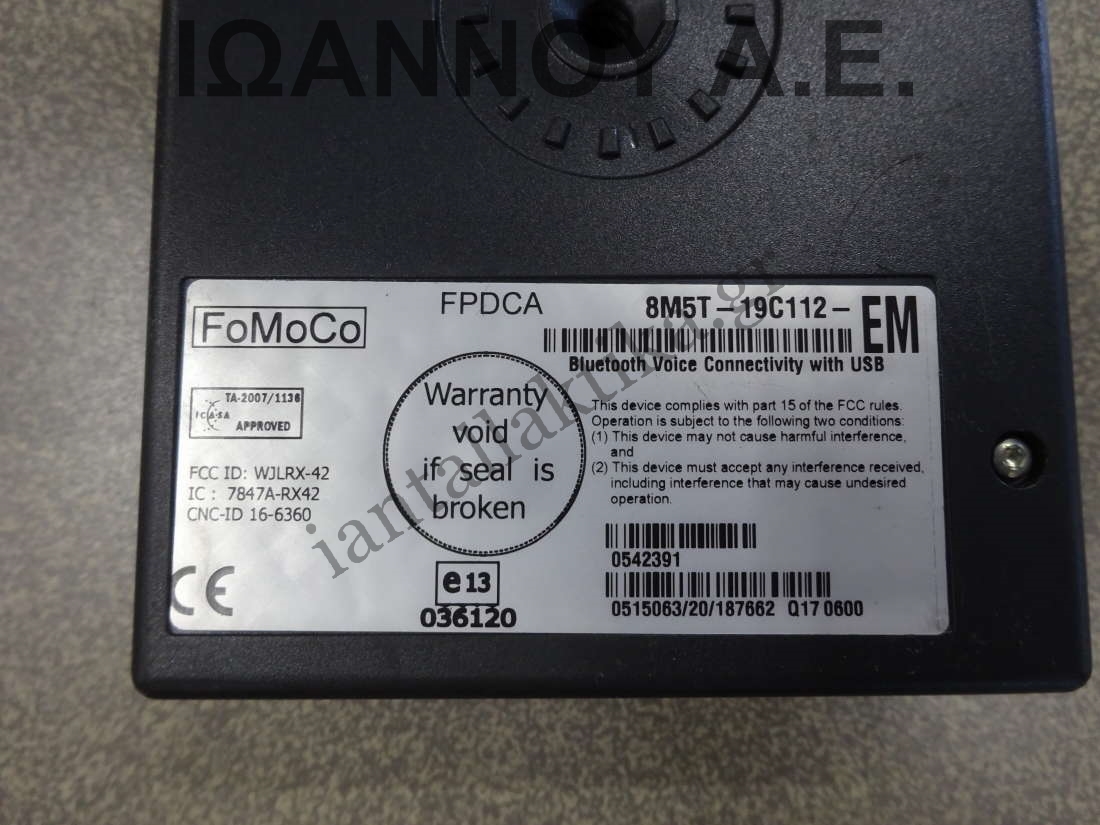 ΙΩΑΝΝΟΥ Α.Ε.
FoMoCo
FPDCA
8M5T-19C112-EM
Bluetooth Voice Connectivity with USB
TA-2007/1136
ICASA
APPROVED
FCC ID: WJLRX-42
IC : 7847A-RX42
CNC-ID 16-6360
CE
Warranty
void
if seal is
broken
e13
036120
This device complies with part 15 of the FCC rules.
Operation is subject to the following two conditions:
(1) This device may not cause harmful interference,
and
(2) This device must accept any interference received,
including interference that may cause undesired
operation.
0542391
0515063/20/187662 Q17 0600
iantallaktika.gr